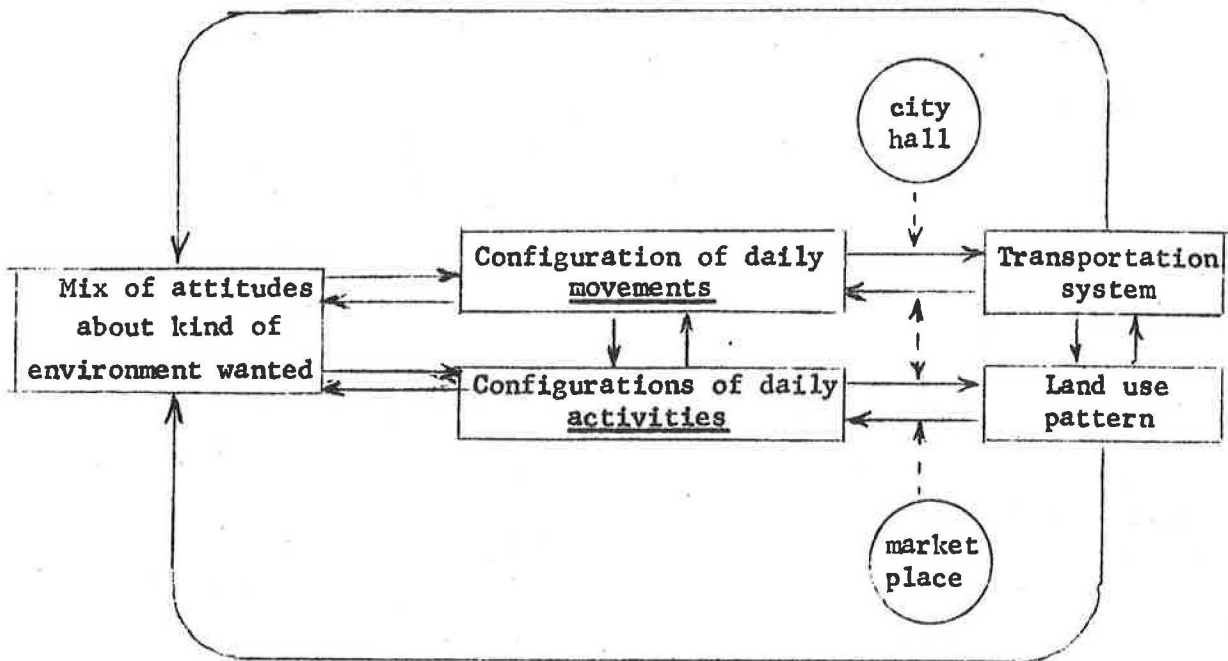 city
hall
Configuration of daily
movements
Transportation
system
Mix of attitudes
about kind of
environment wanted
Configurations of daily
activities
Land use
pattern
market
place